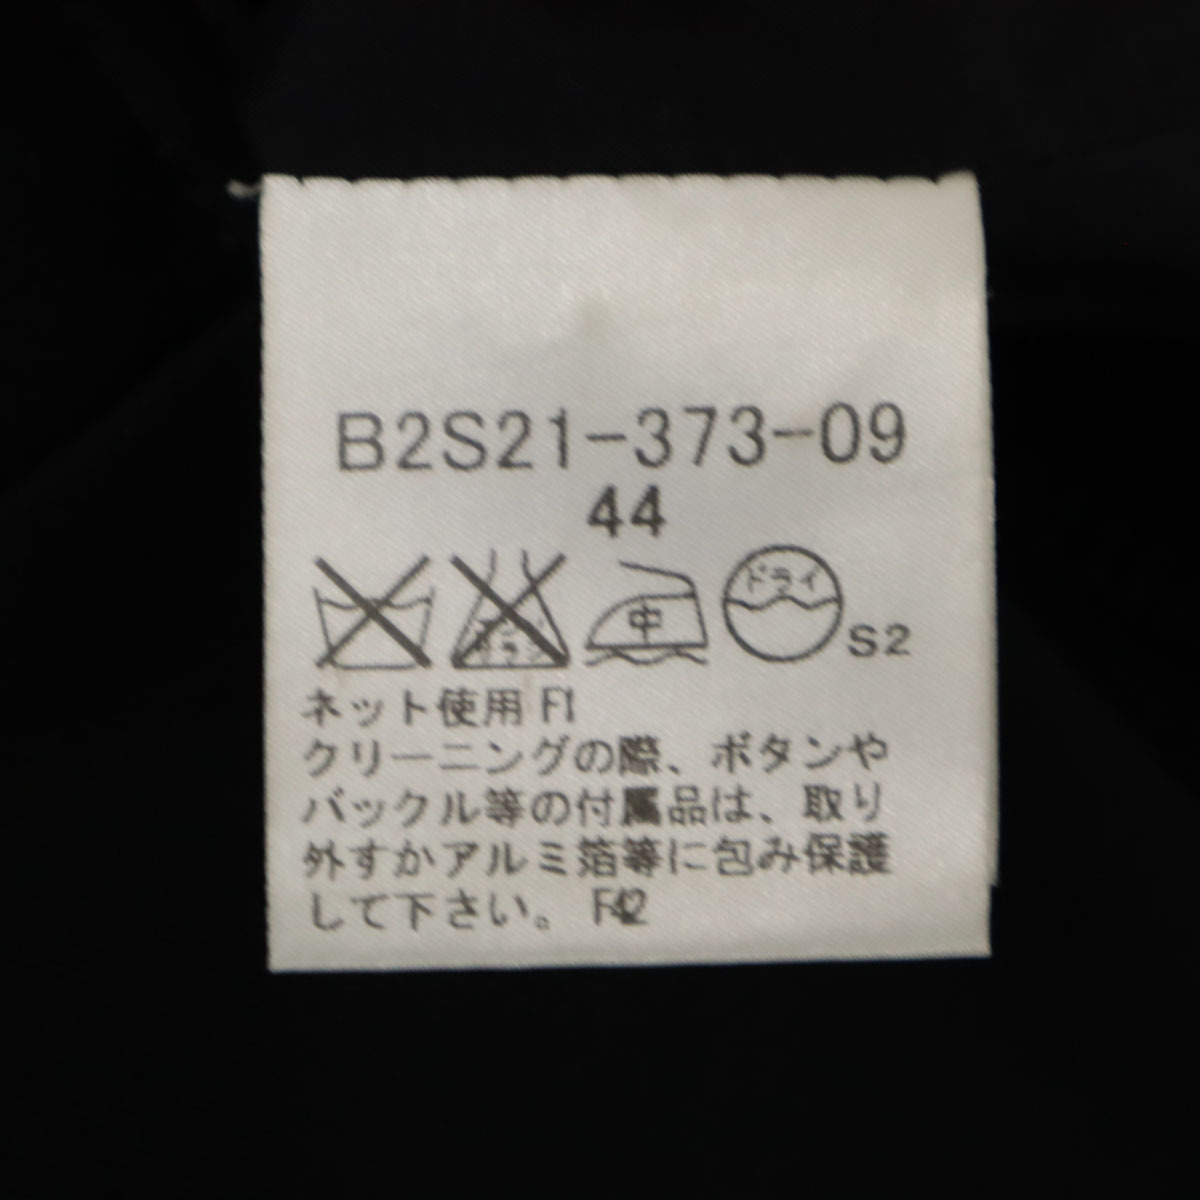 B2S21-373-09
44
中 ドライ S2
ネット使用 F1
クリーニングの際、ボタンや
バックル等の付属品は、取り
外すかアルミ箔等に包み保護
して下さい。 F42